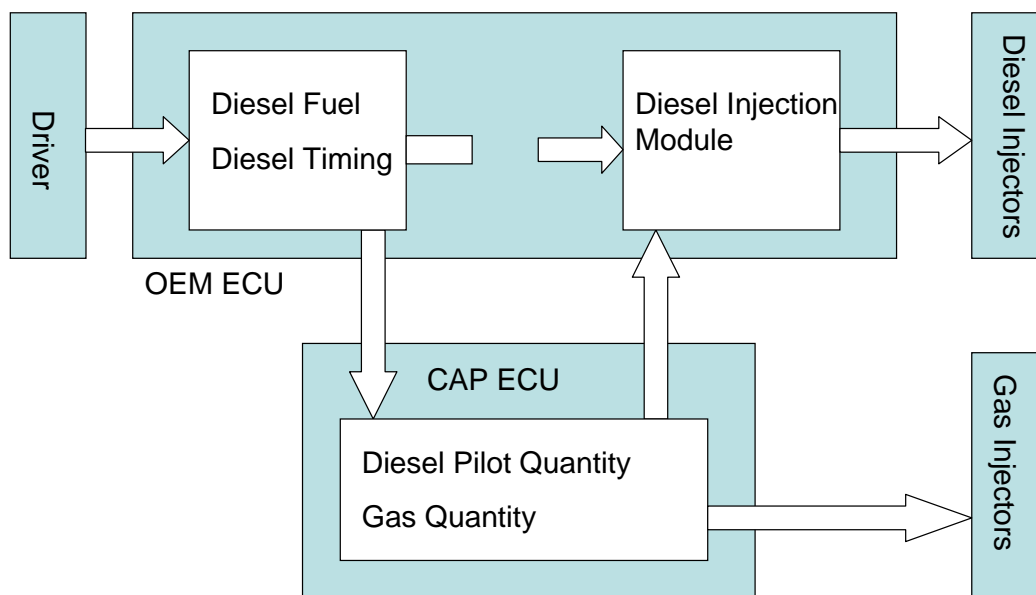 Driver
Diesel Fuel
Diesel Timing
Diesel Injection
Module
Diesel Injectors
OEM ECU
CAP ECU
Diesel Pilot Quantity
Gas Quantity
Gas Injectors